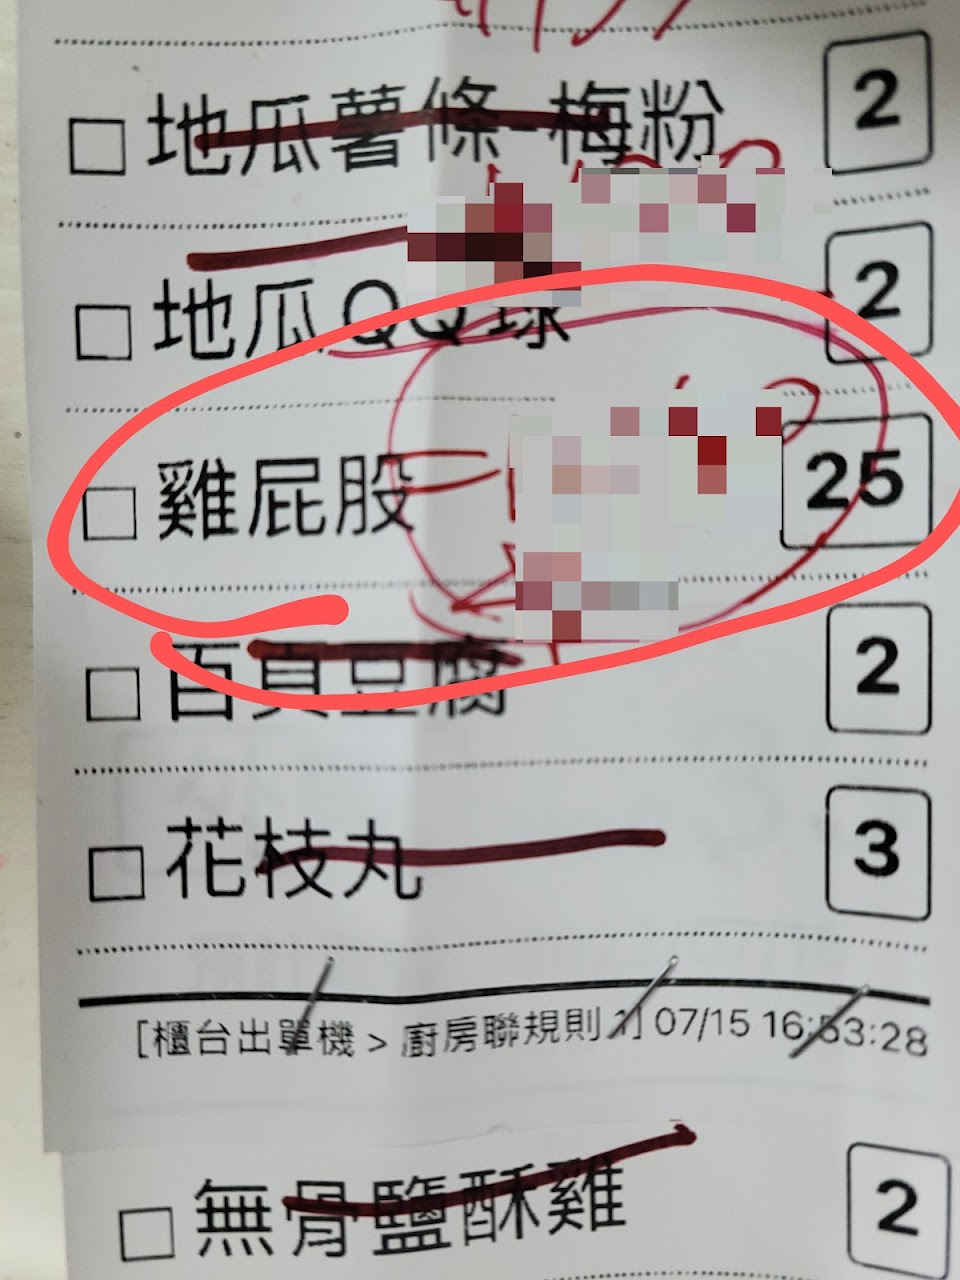 地瓜薯條-梅粉 2
地瓜QQ球 2
雞屁股 25
百頁豆腐 2
花枝丸 3
[櫃台出單機 > 廚房聯規則 1] 07/15 16:53:28
無骨鹽酥雞 2